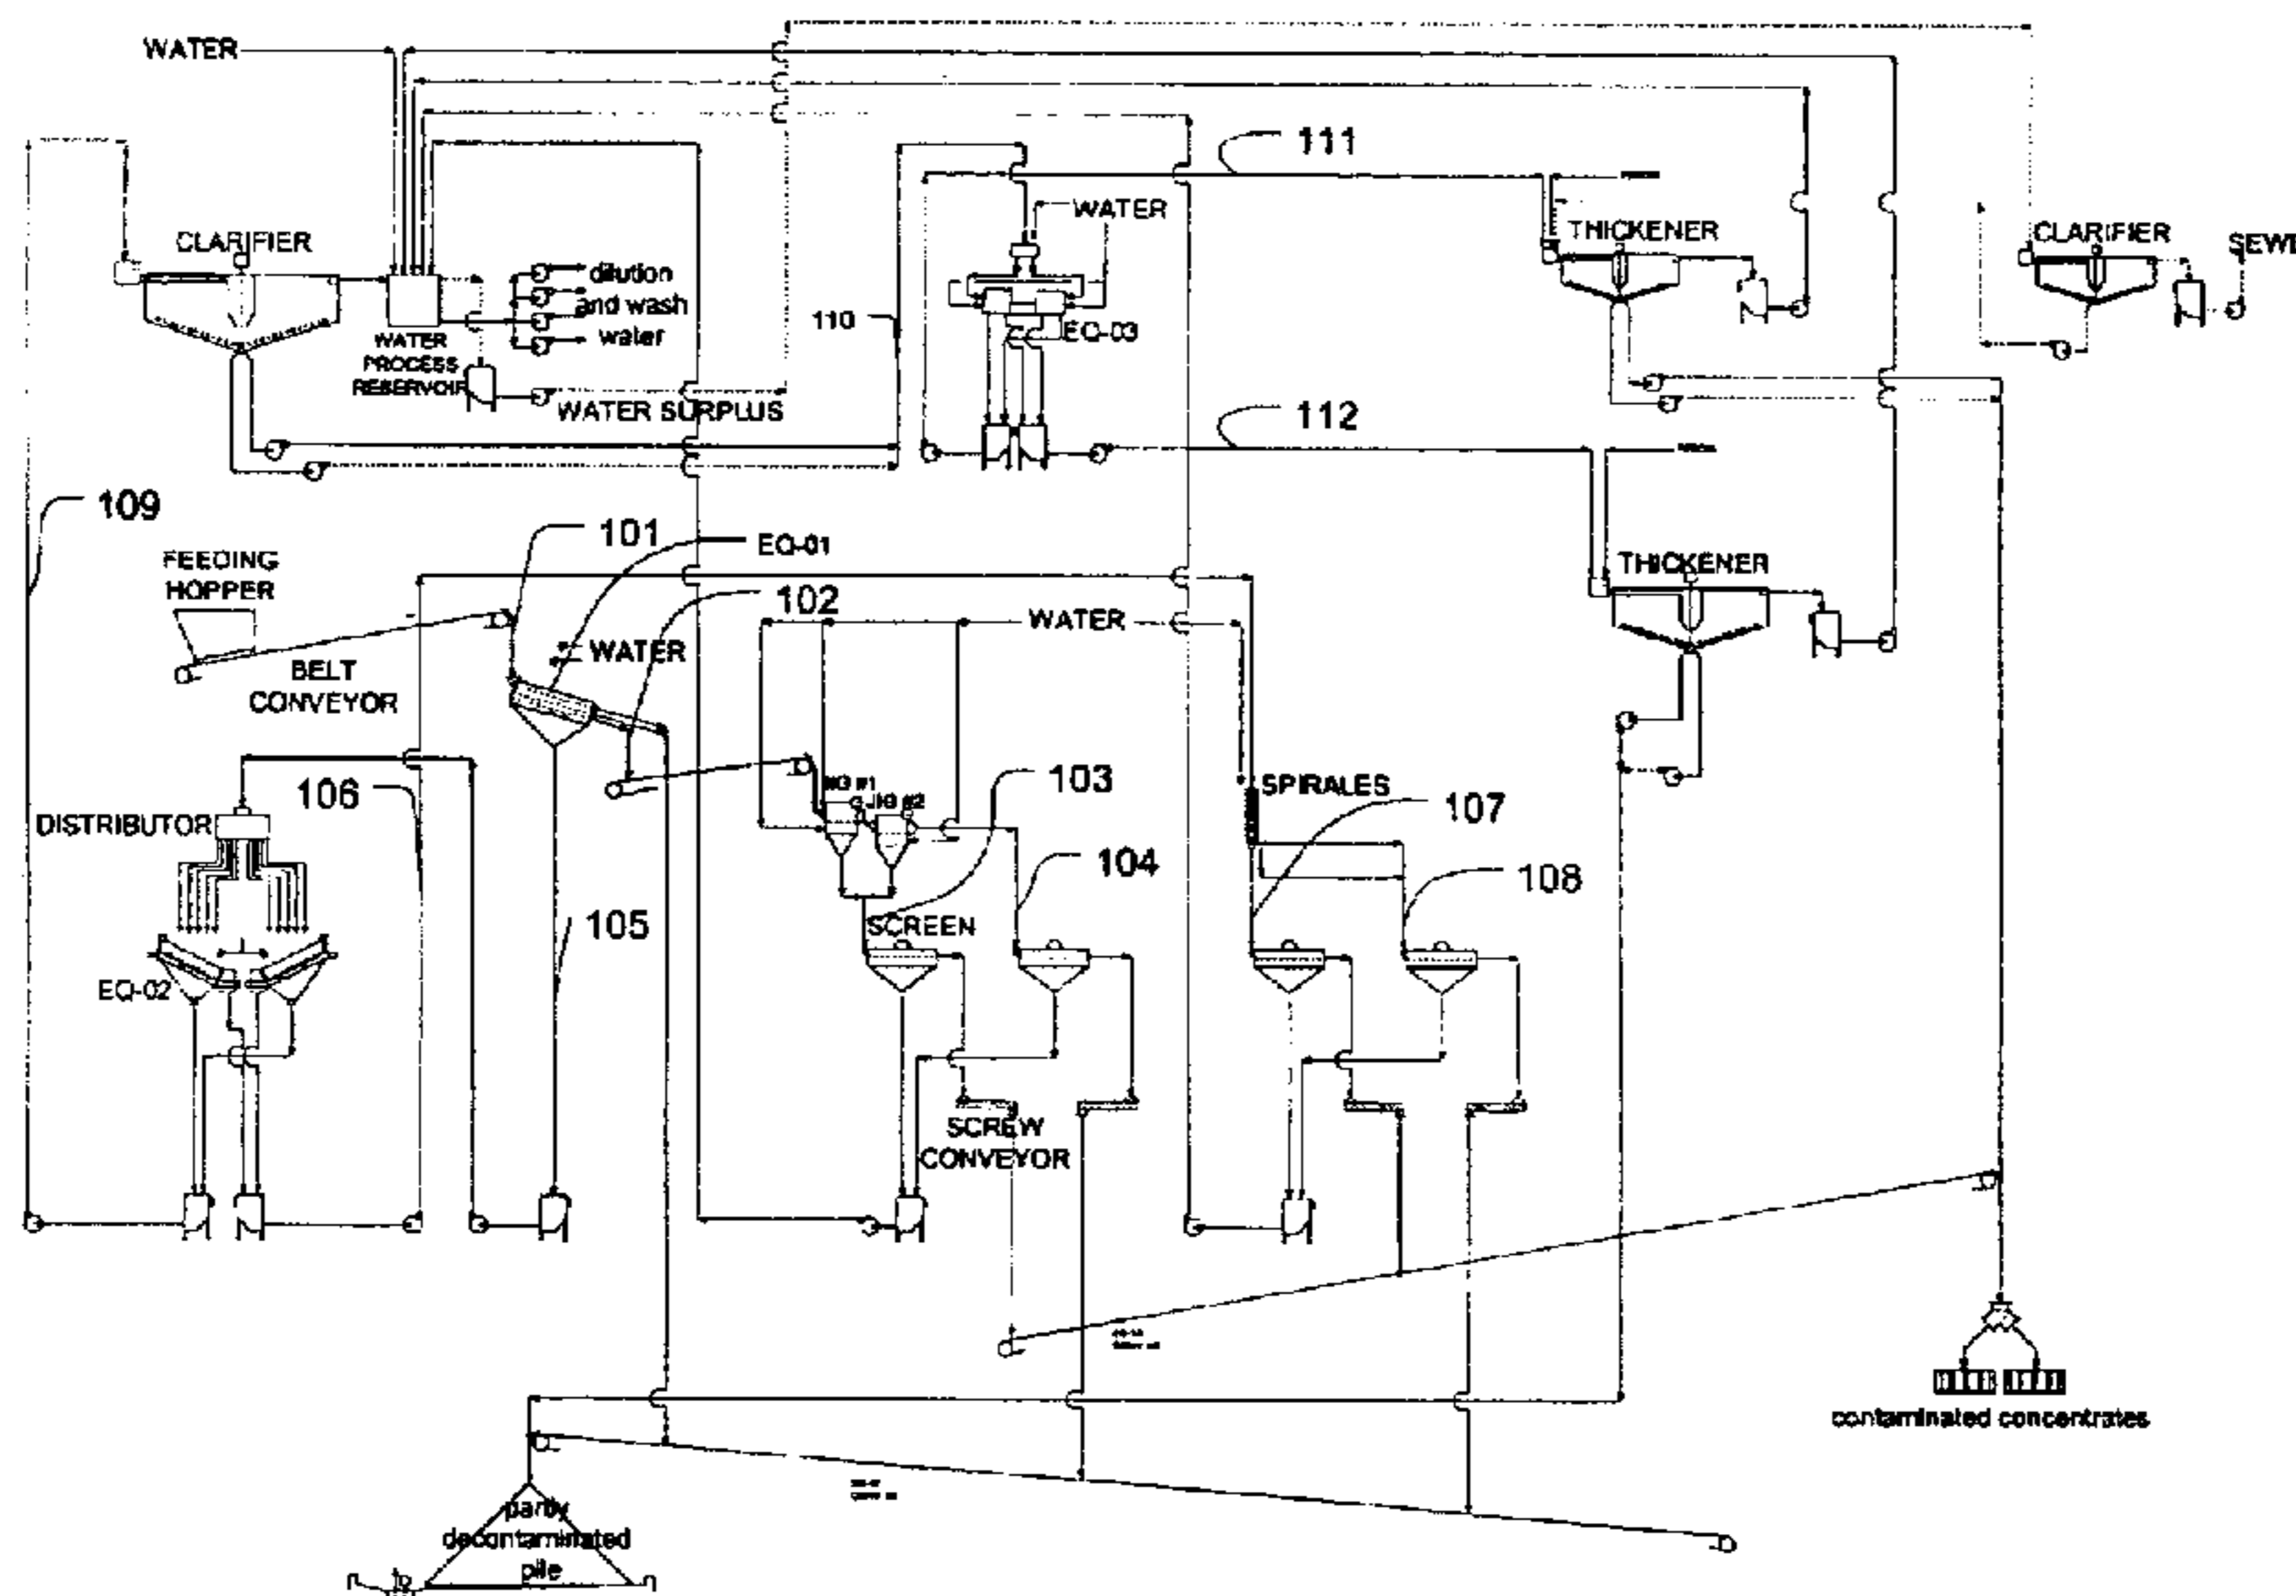 WATER
111
WATER
CLARIFIER
THICKENER
CLARIFIER
SEWE
dilution
and wash
water
110
EQ-03
WATER
PROCESS
RESERVOIR
WATER SURPLUS
112
109
101
EQ-01
FEEDING
HOPPER
THICKENER
102
WATER
WATER
BELT
CONVEYOR
JIG #1
JIG #2
103
SPIRALES
107
106
DISTRIBUTOR
104
108
105
SCREEN
EQ-02
SCREW
CONVEYOR
contaminated concentrates
partly
decontaminated
pile